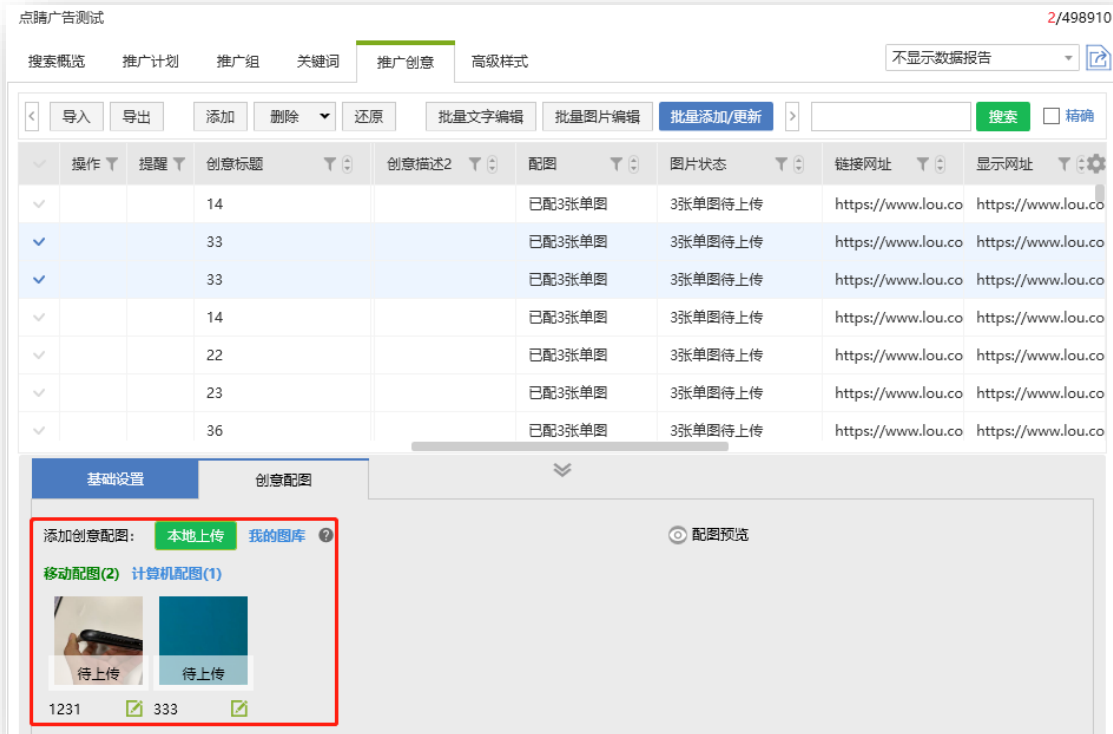 点睛广告测试 2/498910
搜索概览 推广计划 推广组 关键词 推广创意 高级样式 不显示数据报告
导入 导出 添加 删除 还原 批量文字编辑 批量图片编辑 批量添加/更新 搜索 精确
操作 提醒 创意标题 创意描述2 配图 图片状态 链接网址 显示网址
14 已配3张单图 3张单图待上传 https://www.lou.co https://www.lou.co
33 已配3张单图 3张单图待上传 https://www.lou.co https://www.lou.co
33 已配3张单图 3张单图待上传 https://www.lou.co https://www.lou.co
14 已配3张单图 3张单图待上传 https://www.lou.co https://www.lou.co
22 已配3张单图 3张单图待上传 https://www.lou.co https://www.lou.co
23 已配3张单图 3张单图待上传 https://www.lou.co https://www.lou.co
36 已配3张单图 3张单图待上传 https://www.lou.co https://www.lou.co
基础设置 创意配图
添加创意配图： 本地上传 我的图库 ? 配图预览
移动配图(2) 计算机配图(1)
待上传 待上传
1231 333